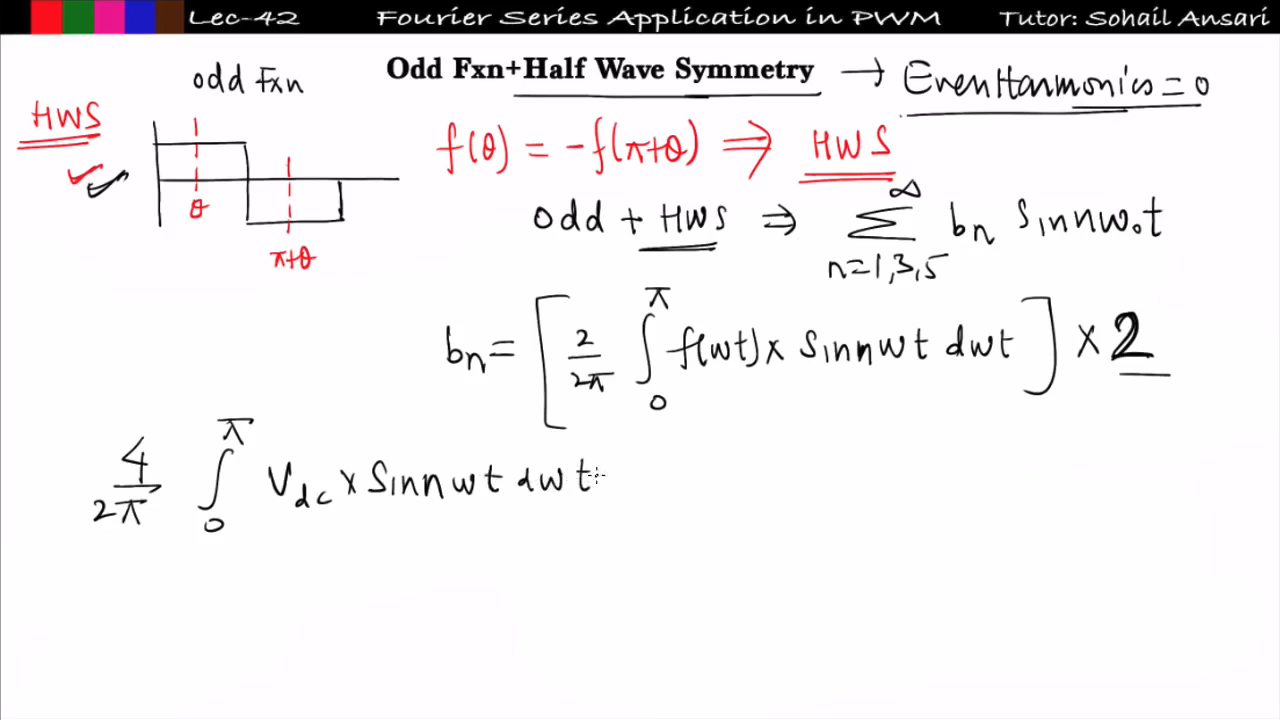 Lec-42 Fourier Series Application in PWM Tutor: Sohail Ansari
odd Fxn
Odd Fxn+Half Wave Symmetry → Even Harmonics = 0
HWS
f(θ) = -f(π+θ) ⇒ HWS
θ
π+θ
odd + HWS ⇒ ∞ Σ n=1,3,5 bn sin nω₀t
bn = [ 2/2π ∫₀^π f(ωt) × sin nωt dωt ] × 2
4/2π ∫₀^π Vdc × sin nωt dωt